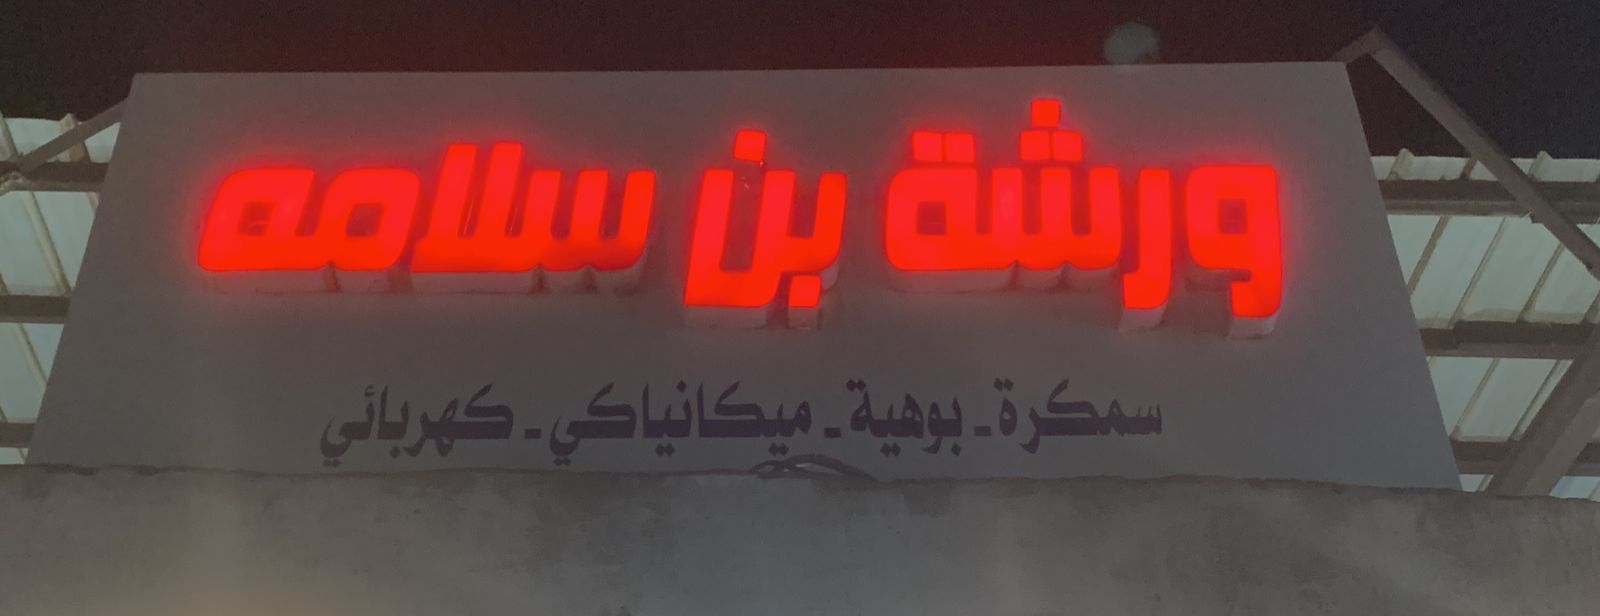 ورشة بن سلامه
سمكرة - بوهية - ميكانياكي - كهربائي